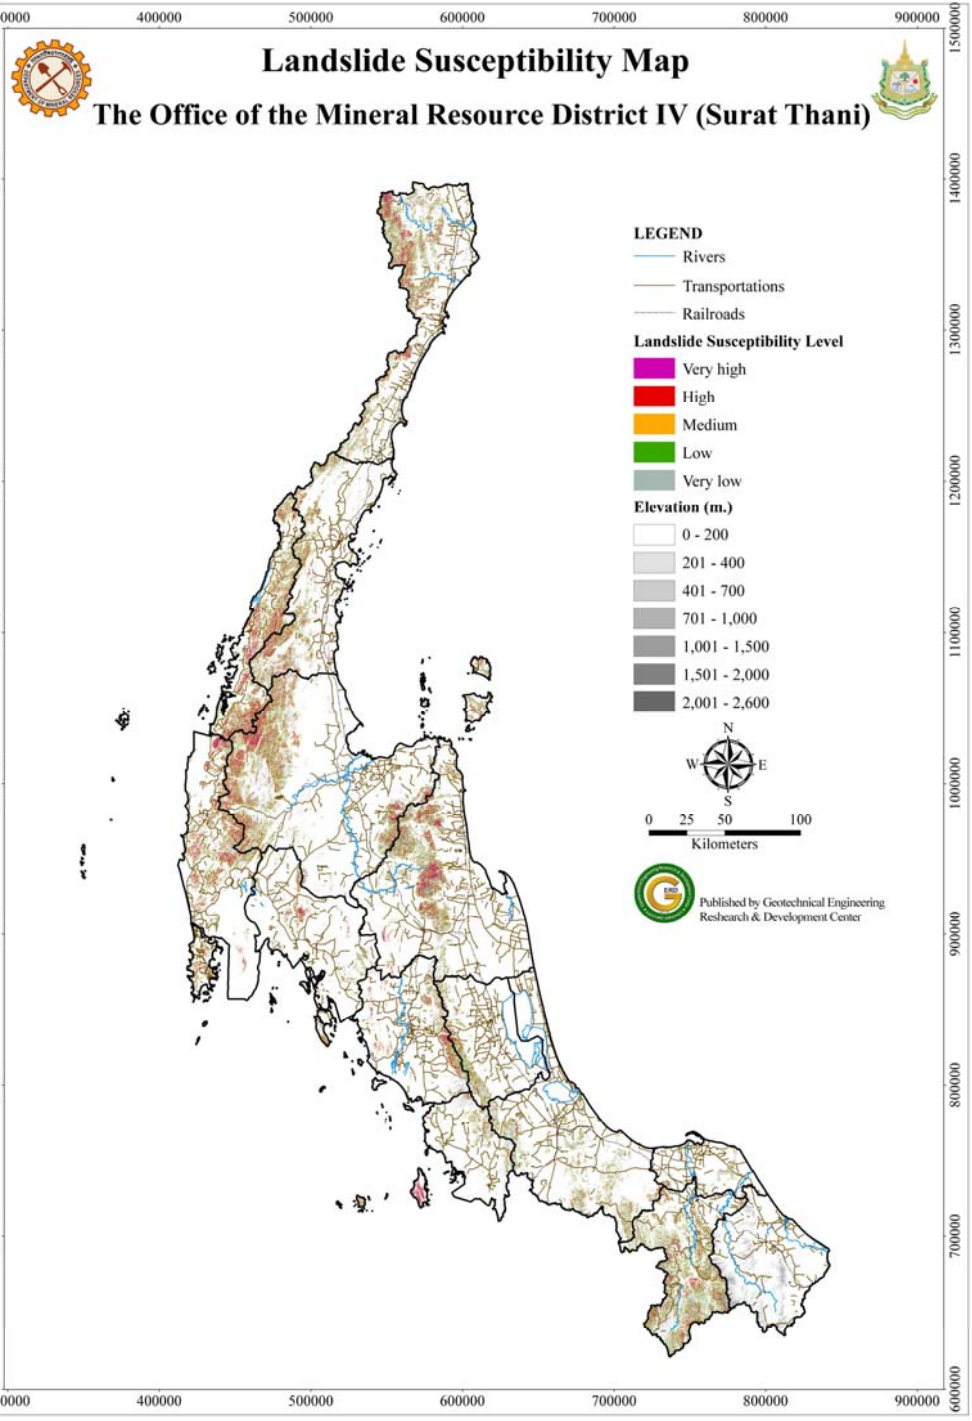 00000 400000 500000 600000 700000 800000 900000
1500000
Landslide Susceptibility Map
The Office of the Mineral Resource District IV (Surat Thani)
1400000
LEGEND
Rivers
Transportations
Railroads
1300000
Landslide Susceptibility Level
Very high
High
Medium
Low
Very low
1200000
Elevation (m.)
0 - 200
201 - 400
401 - 700
701 - 1,000
1,001 - 1,500
1,501 - 2,000
2,001 - 2,600
1100000
N
W E
S
1000000
0 25 50 100
Kilometers
GERD
Published by Geotechnical Engineering
Reshearch & Development Center
900000
800000
700000
600000
00000 400000 500000 600000 700000 800000 900000